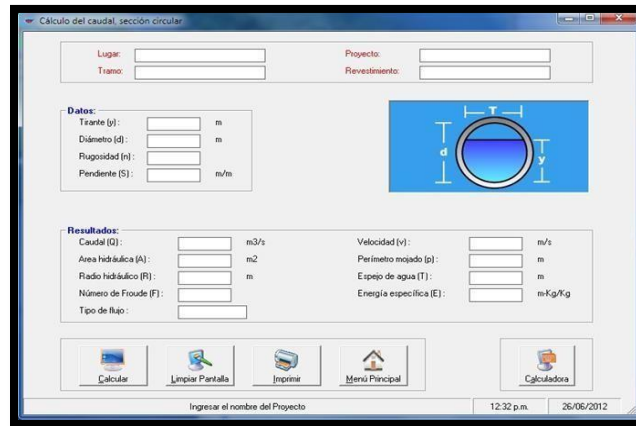 Cálculo del caudal, sección circular
Lugar:
Proyecto:
Tramo:
Revestimiento:
Datos:
Tirante (y) : m
Diámetro (d) : m
Rugosidad (n) :
Pendiente (S) : m/m
T
d
y
Resultados:
Caudal (Q) : m3/s
Velocidad (v) : m/s
Area hidráulica (A) : m2
Perímetro mojado (p) : m
Radio hidráulico (R) : m
Espejo de agua (T) : m
Número de Froude (F) :
Energía específica (E) : m-Kg/Kg
Tipo de flujo :
Calcular
Limpiar Pantalla
Imprimir
Menú Principal
Calculadora
Ingresar el nombre del Proyecto
12:32 p.m.
26/06/2012